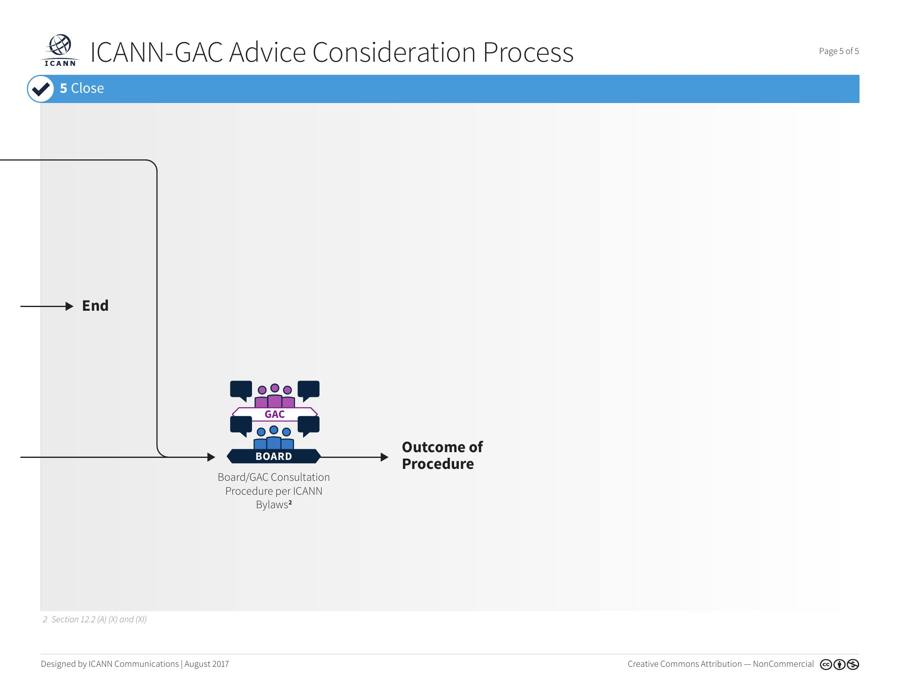 ICANN
ICANN-GAC Advice Consideration Process
Page 5 of 5
5 Close
End
GAC
BOARD
Outcome of
Procedure
Board/GAC Consultation
Procedure per ICANN
Bylaws²
2 Section 12.2 (A) (X) and (XI)
Designed by ICANN Communications | August 2017
Creative Commons Attribution — NonCommercial